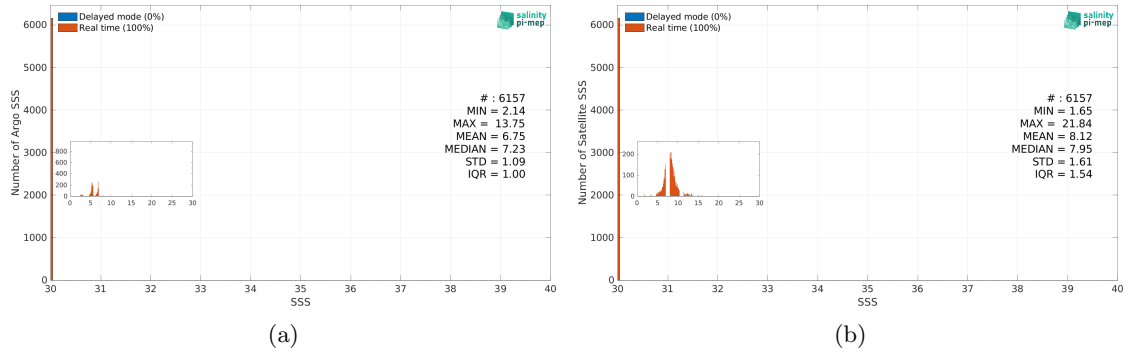 Delayed mode (0%)
Real time (100%)
salinity
pi-mep
6000
5000
4000
3000
2000
1000
0
Number of Argo SSS
# : 6157
MIN = 2.14
MAX = 13.75
MEAN = 6.75
MEDIAN = 7.23
STD = 1.09
IQR = 1.00
800
600
400
200
0
0 5 10 15 20 25 30
30 31 32 33 34 35 36 37 38 39 40
SSS
(a)
Delayed mode (0%)
Real time (100%)
salinity
pi-mep
6000
5000
4000
3000
2000
1000
0
Number of Satellite SSS
# : 6157
MIN = 1.65
MAX = 21.84
MEAN = 8.12
MEDIAN = 7.95
STD = 1.61
IQR = 1.54
200
100
0
0 5 10 15 20 25 30
30 31 32 33 34 35 36 37 38 39 40
SSS
(b)